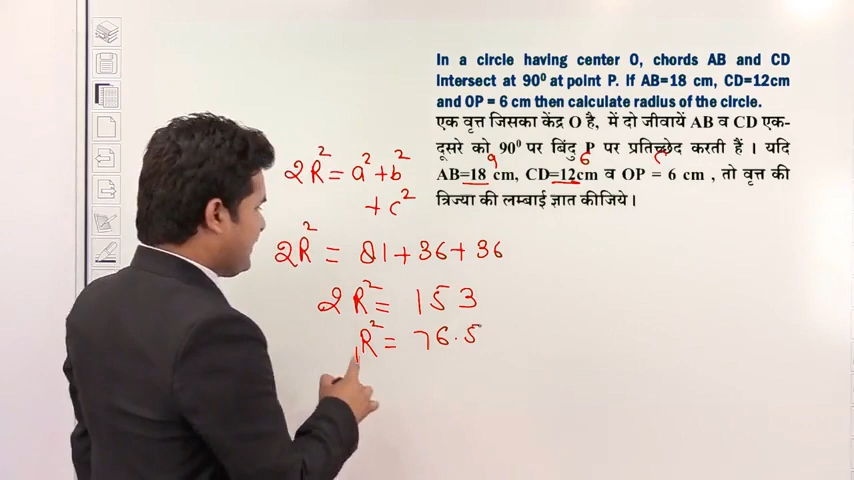 In a circle having center O, chords AB and CD
intersect at 90⁰ at point P. If AB=18 cm, CD=12cm
and OP = 6 cm then calculate radius of the circle.
एक वृत्त जिसका केंद्र O है, में दो जीवायें AB व CD एक-
दूसरे को 90⁰ पर बिंदु P पर प्रतिच्छेद करती हैं । यदि
9 6
AB=18 cm, CD=12cm व OP = 6 cm , तो वृत्त की
त्रिज्या की लम्बाई ज्ञात कीजिये ।
2R² = a² + b²
+ c²
2R² = 81 + 36 + 36
2R² = 153
R² = 76.5